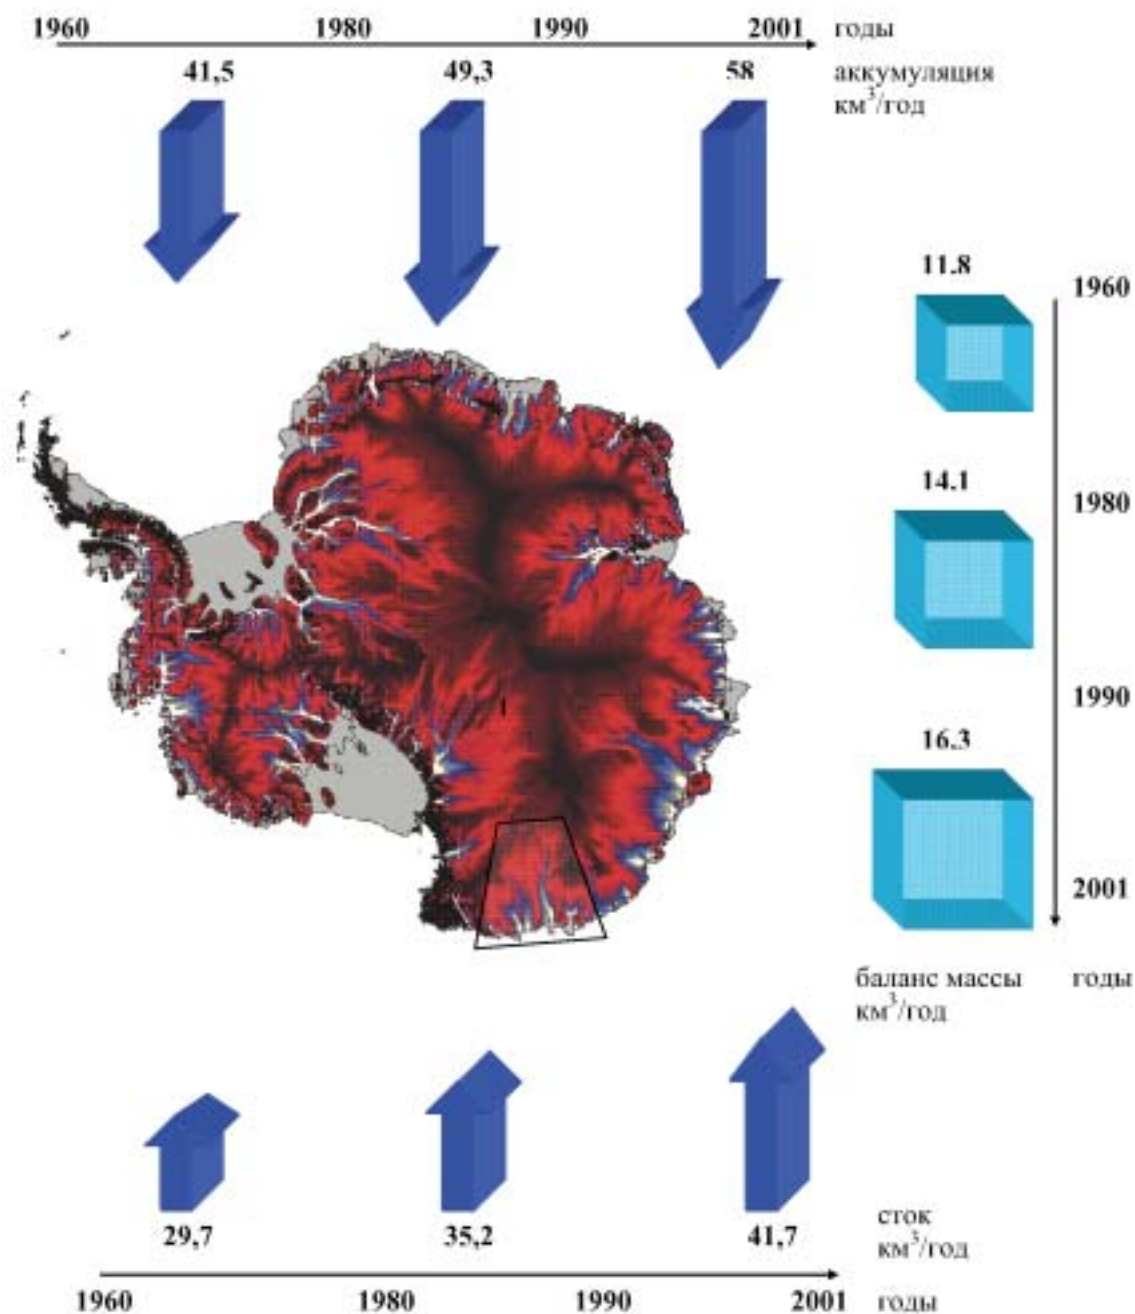 1960 1980 1990 2001 годы
41,5 49,3 58 аккумуляция
км³/год
11.8
1960
14.1
1980
1990
16.3
2001
баланс массы годы
км³/год
сток
29,7 35,2 41,7 км³/год
1960 1980 1990 2001 годы